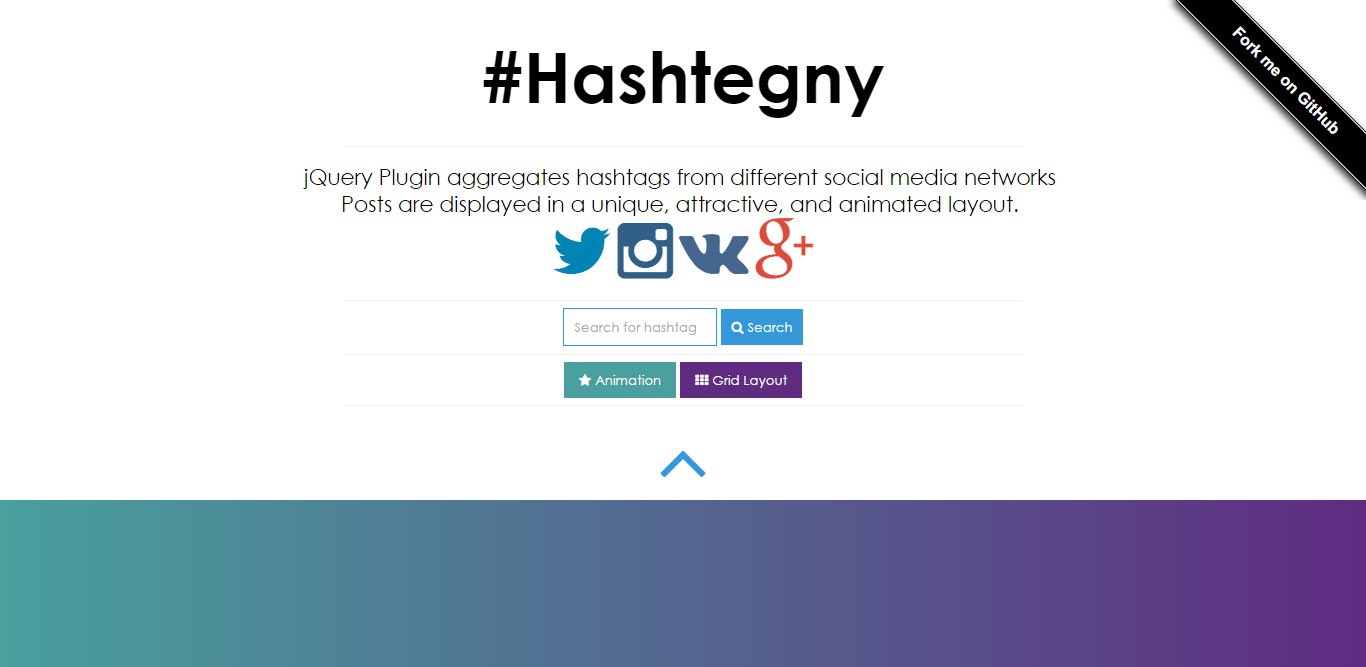 #Hashtegny
Fork me on GitHub
jQuery Plugin aggregates hashtags from different social media networks
Posts are displayed in a unique, attractive, and animated layout.
g+
Search for hashtag
Search
Animation
Grid Layout